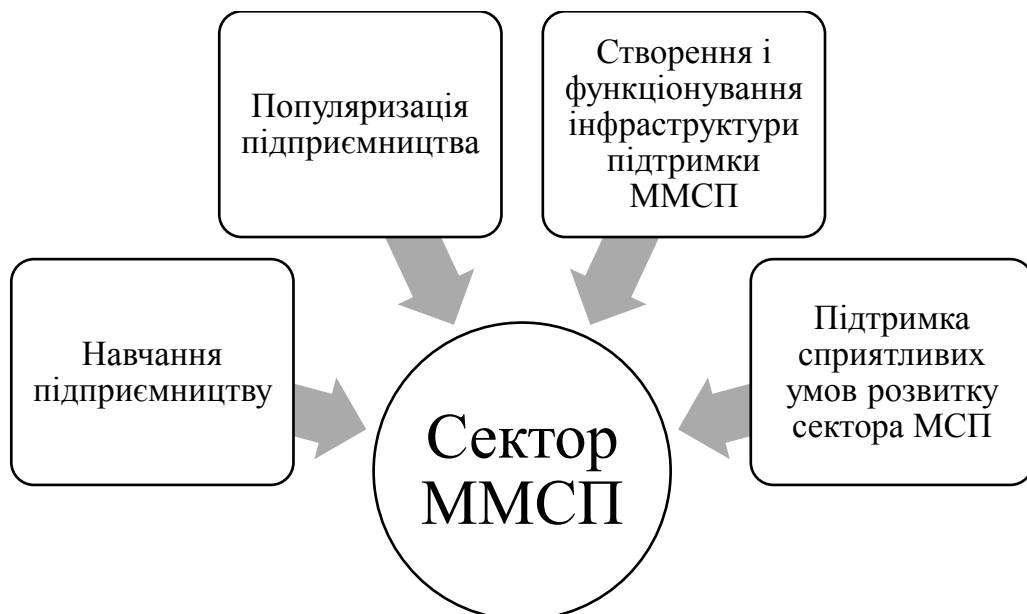 Популяризація
підприємництва
Створення і
функціонування
інфраструктури
підтримки
ММСП
Навчання
підприємництву
Підтримка
сприятливих
умов розвитку
сектора МСП
Сектор
ММСП